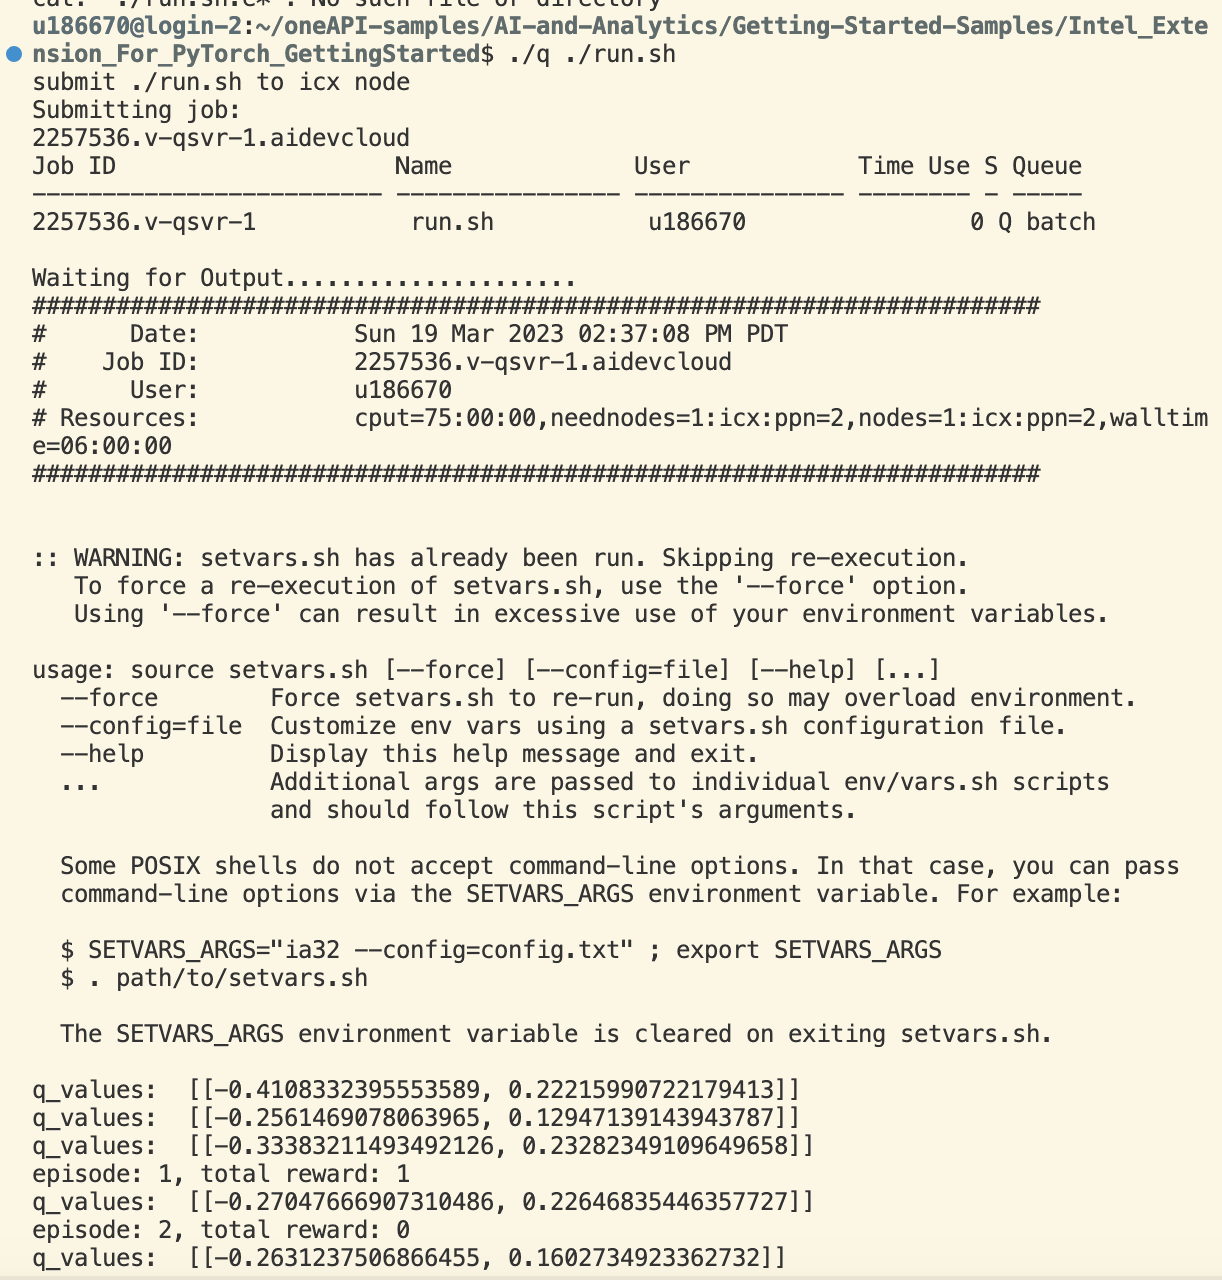 cat: './run.sh.e*': No such file or directory
u186670@login-2:~/oneAPI-samples/AI-and-Analytics/Getting-Started-Samples/Intel_Exte
nsion_For_PyTorch_GettingStarted$ ./q ./run.sh
submit ./run.sh to icx node
Submitting job:
2257536.v-qsvr-1.aidevcloud
Job ID                    Name             User            Time Use S Queue
------------------------- ---------------- --------------- -------- - -----
2257536.v-qsvr-1           run.sh           u186670                0 Q batch
Waiting for Output.....................
########################################################################
#      Date:           Sun 19 Mar 2023 02:37:08 PM PDT
#    Job ID:           2257536.v-qsvr-1.aidevcloud
#      User:           u186670
# Resources:           cput=75:00:00,neednodes=1:icx:ppn=2,nodes=1:icx:ppn=2,walltim
e=06:00:00
########################################################################
:: WARNING: setvars.sh has already been run. Skipping re-execution.
   To force a re-execution of setvars.sh, use the '--force' option.
   Using '--force' can result in excessive use of your environment variables.
usage: source setvars.sh [--force] [--config=file] [--help] [...]
  --force        Force setvars.sh to re-run, doing so may overload environment.
  --config=file  Customize env vars using a setvars.sh configuration file.
  --help         Display this help message and exit.
  ...            Additional args are passed to individual env/vars.sh scripts
                 and should follow this script's arguments.
  Some POSIX shells do not accept command-line options. In that case, you can pass
  command-line options via the SETVARS_ARGS environment variable. For example:
  $ SETVARS_ARGS="ia32 --config=config.txt" ; export SETVARS_ARGS
  $ . path/to/setvars.sh
  The SETVARS_ARGS environment variable is cleared on exiting setvars.sh.
q_values:  [[-0.4108332395553589, 0.22215990722179413]]
q_values:  [[-0.2561469078063965, 0.12947139143943787]]
q_values:  [[-0.33383211493492126, 0.23282349109649658]]
episode: 1, total reward: 1
q_values:  [[-0.27047666907310486, 0.22646835446357727]]
episode: 2, total reward: 0
q_values:  [[-0.2631237506866455, 0.1602734923362732]]